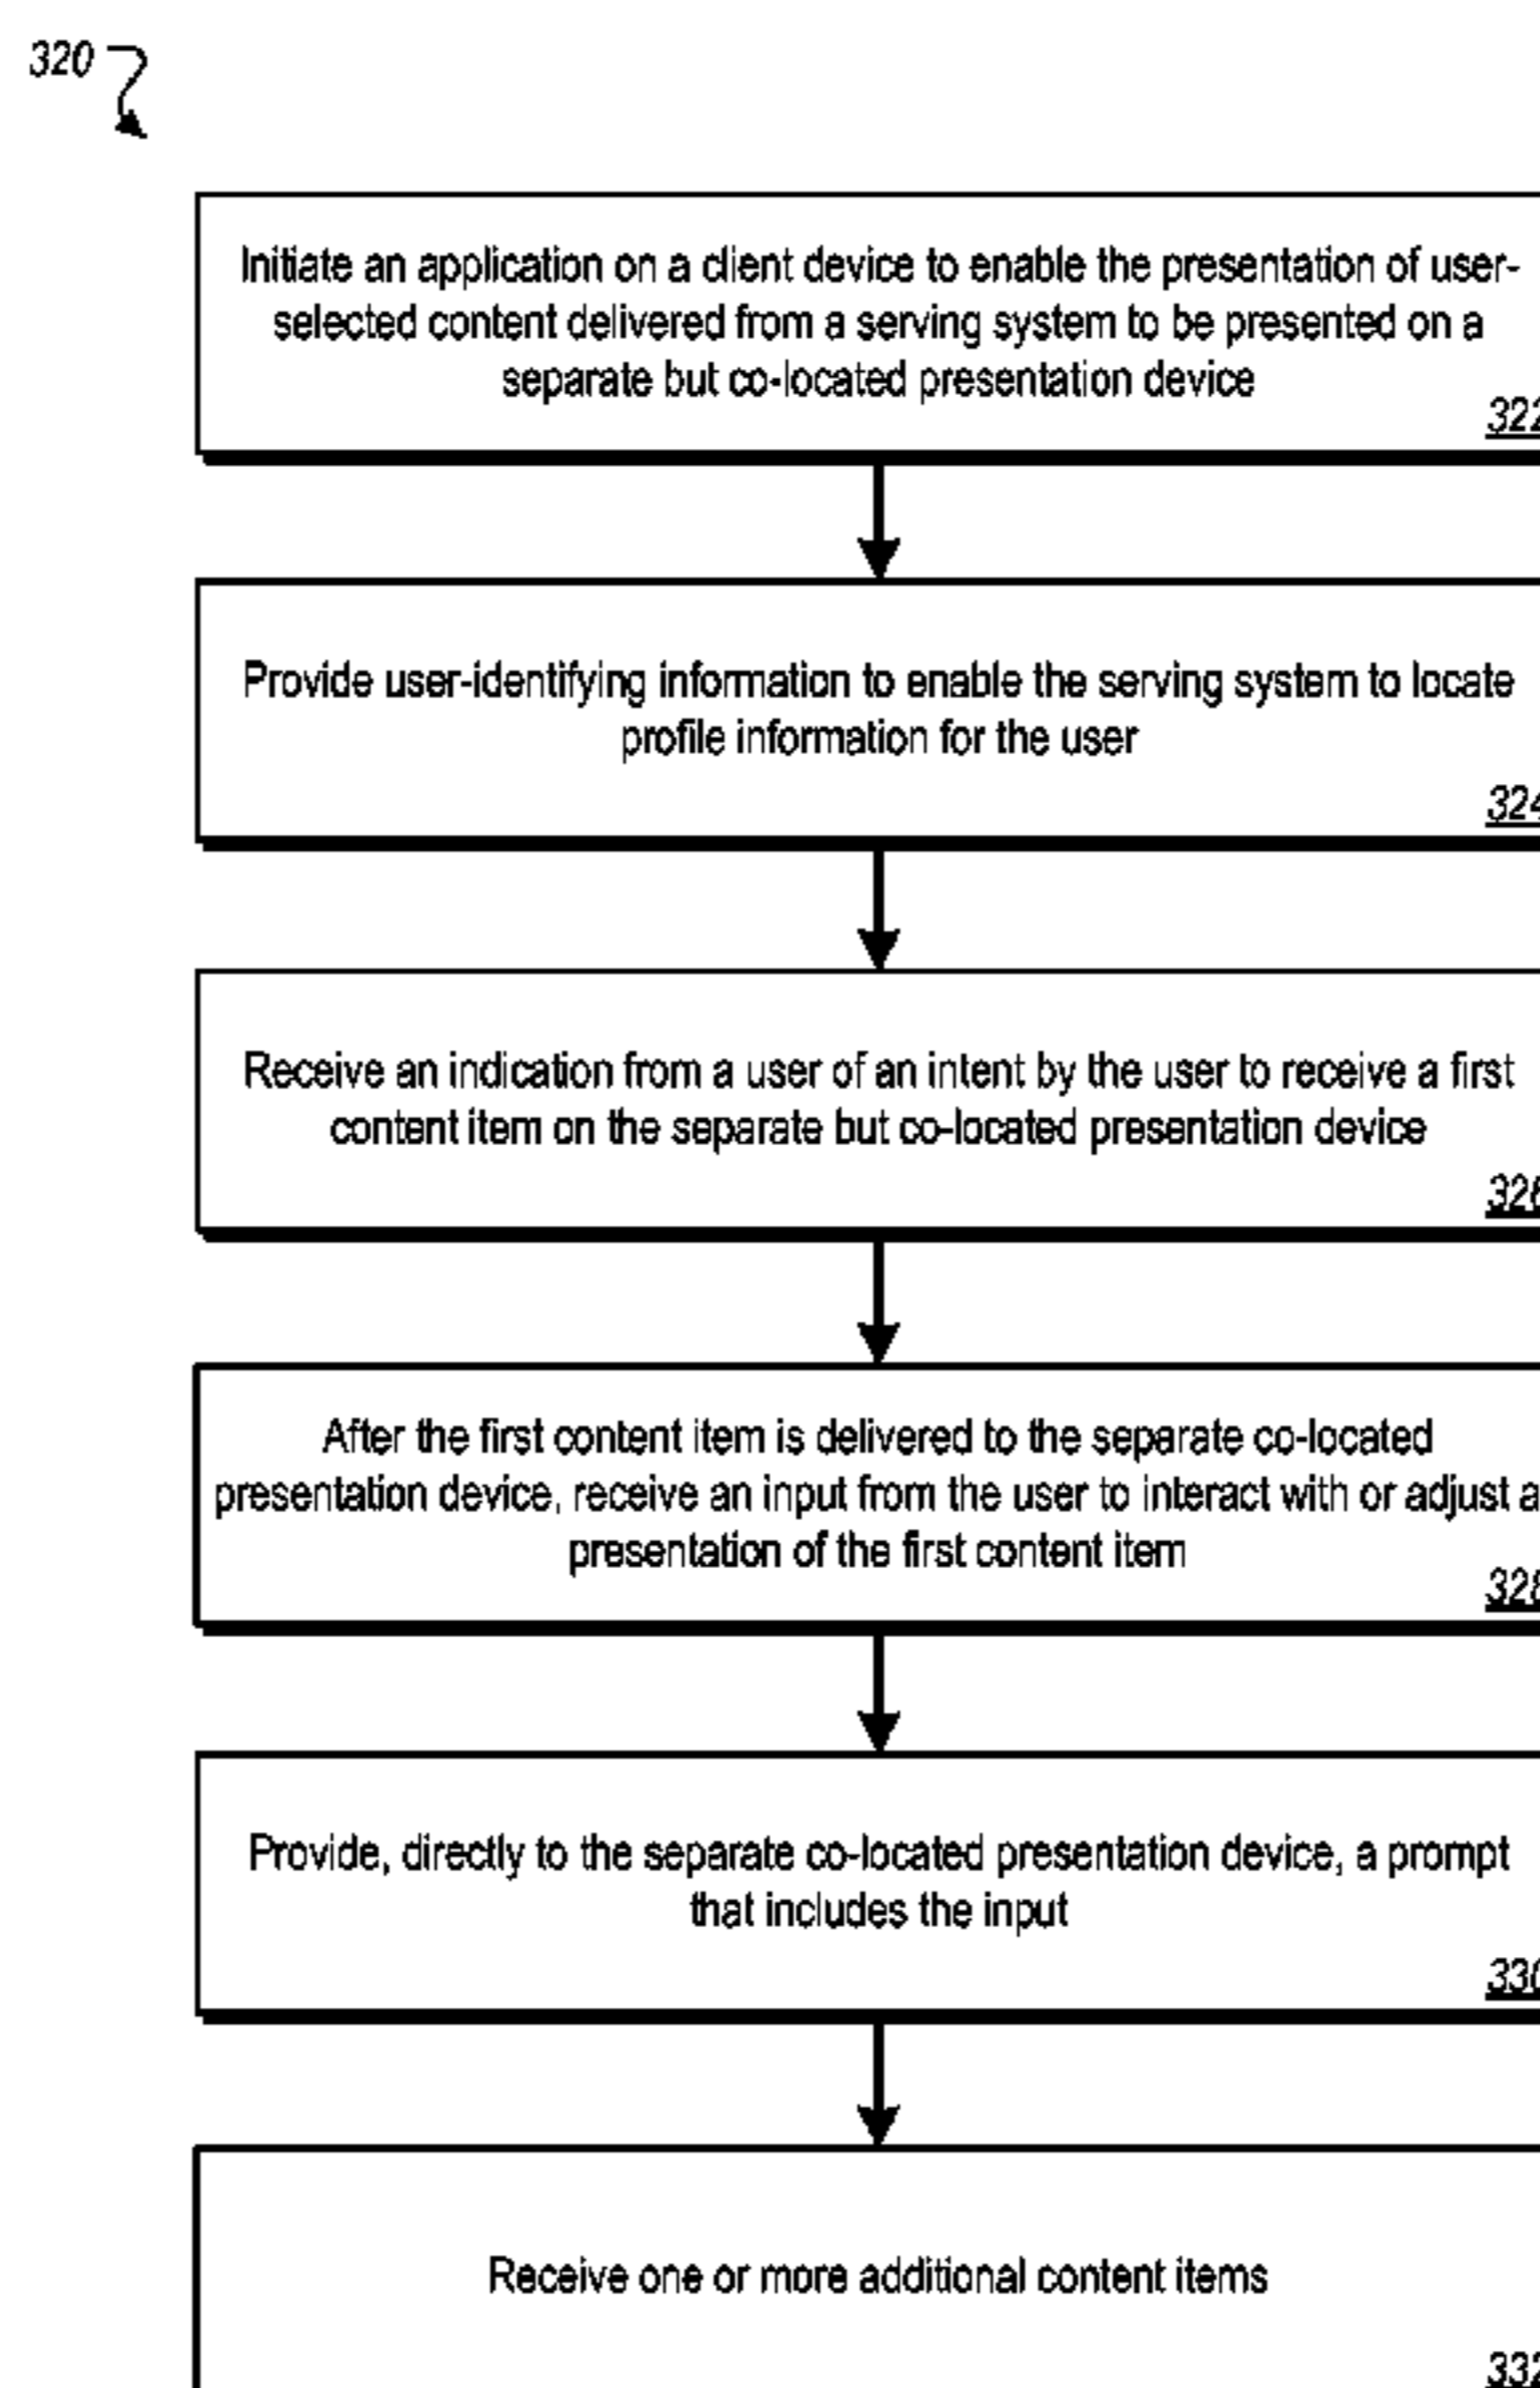 320
Initiate an application on a client device to enable the presentation of user-
selected content delivered from a serving system to be presented on a
separate but co-located presentation device
322
Provide user-identifying information to enable the serving system to locate
profile information for the user
324
Receive an indication from a user of an intent by the user to receive a first
content item on the separate but co-located presentation device
326
After the first content item is delivered to the separate co-located
presentation device, receive an input from the user to interact with or adjust a
presentation of the first content item
328
Provide, directly to the separate co-located presentation device, a prompt
that includes the input
330
Receive one or more additional content items
332